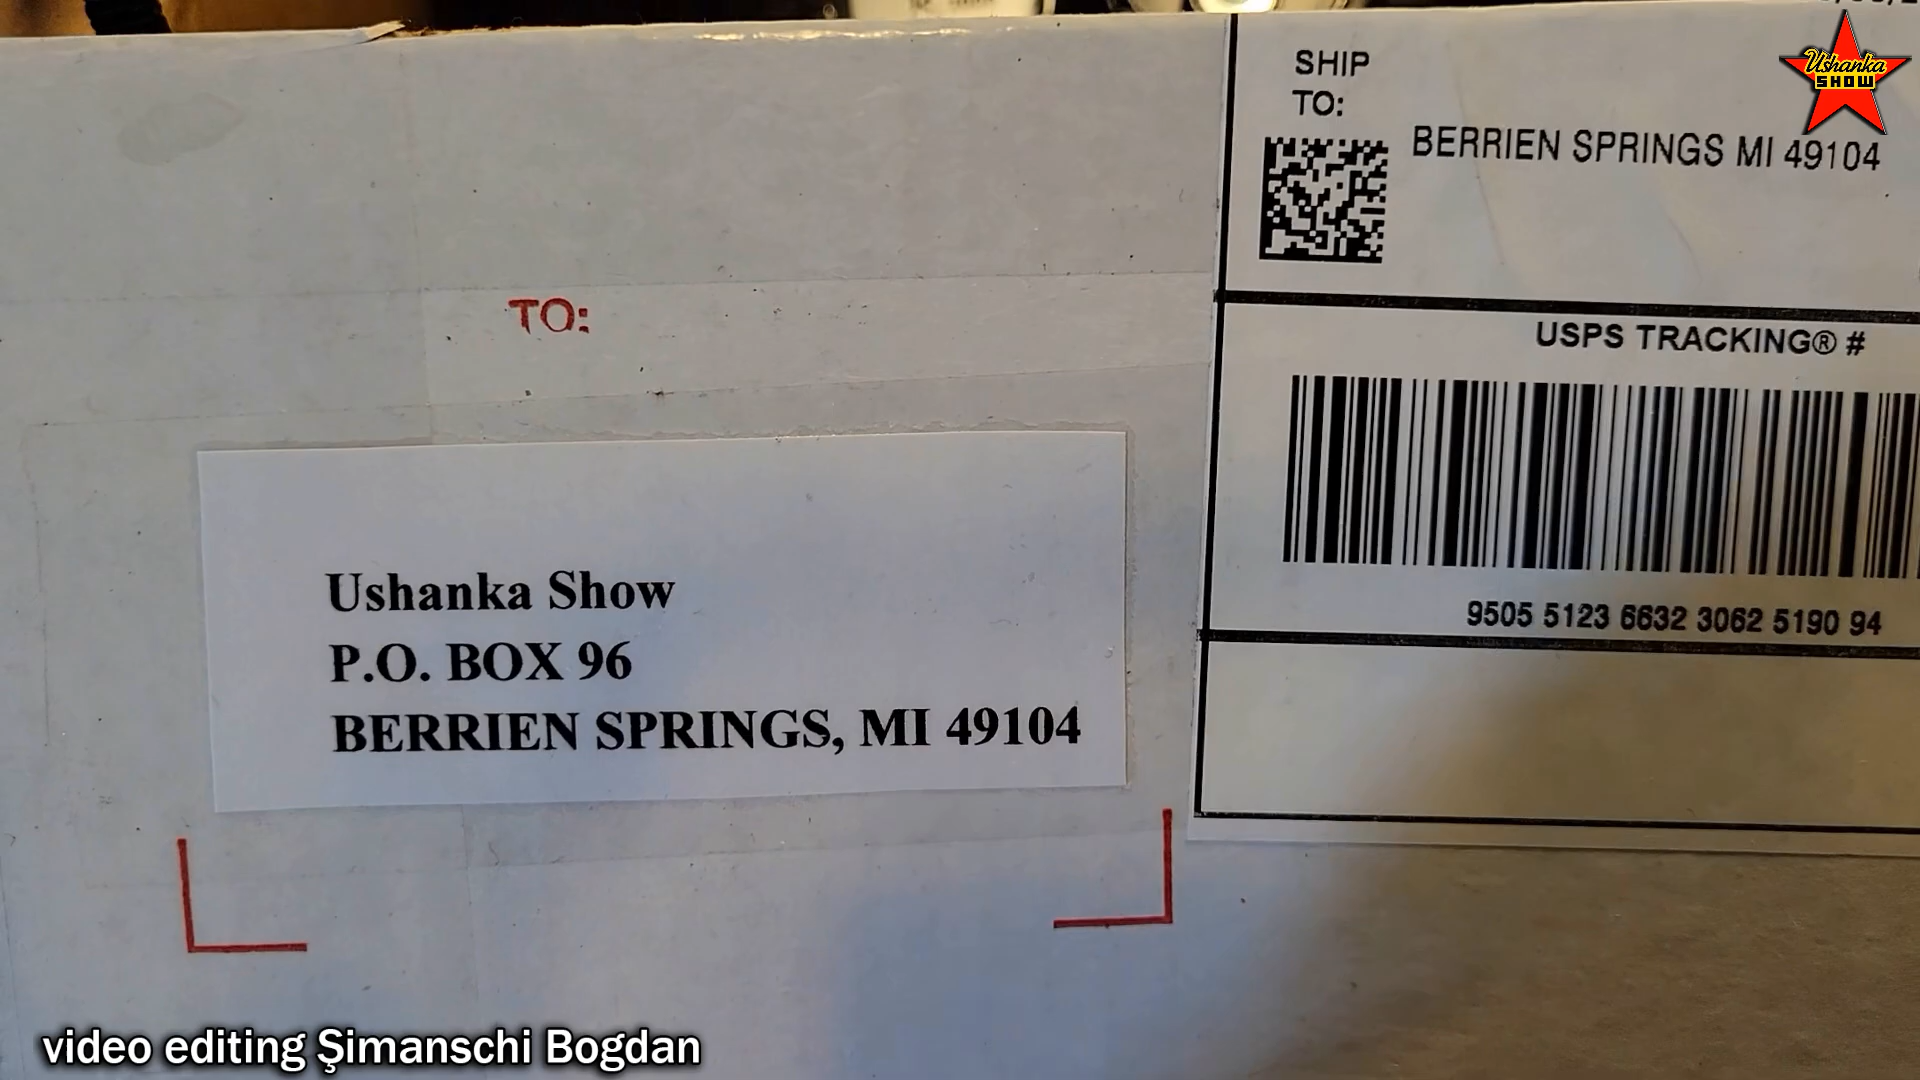 Ushanka
SHOW
SHIP
TO:
BERRIEN SPRINGS MI 49104
TO:
USPS TRACKING® #
9505 5123 6632 3062 5190 94
Ushanka Show
P.O. BOX 96
BERRIEN SPRINGS, MI 49104
video editing Şimanschi Bogdan